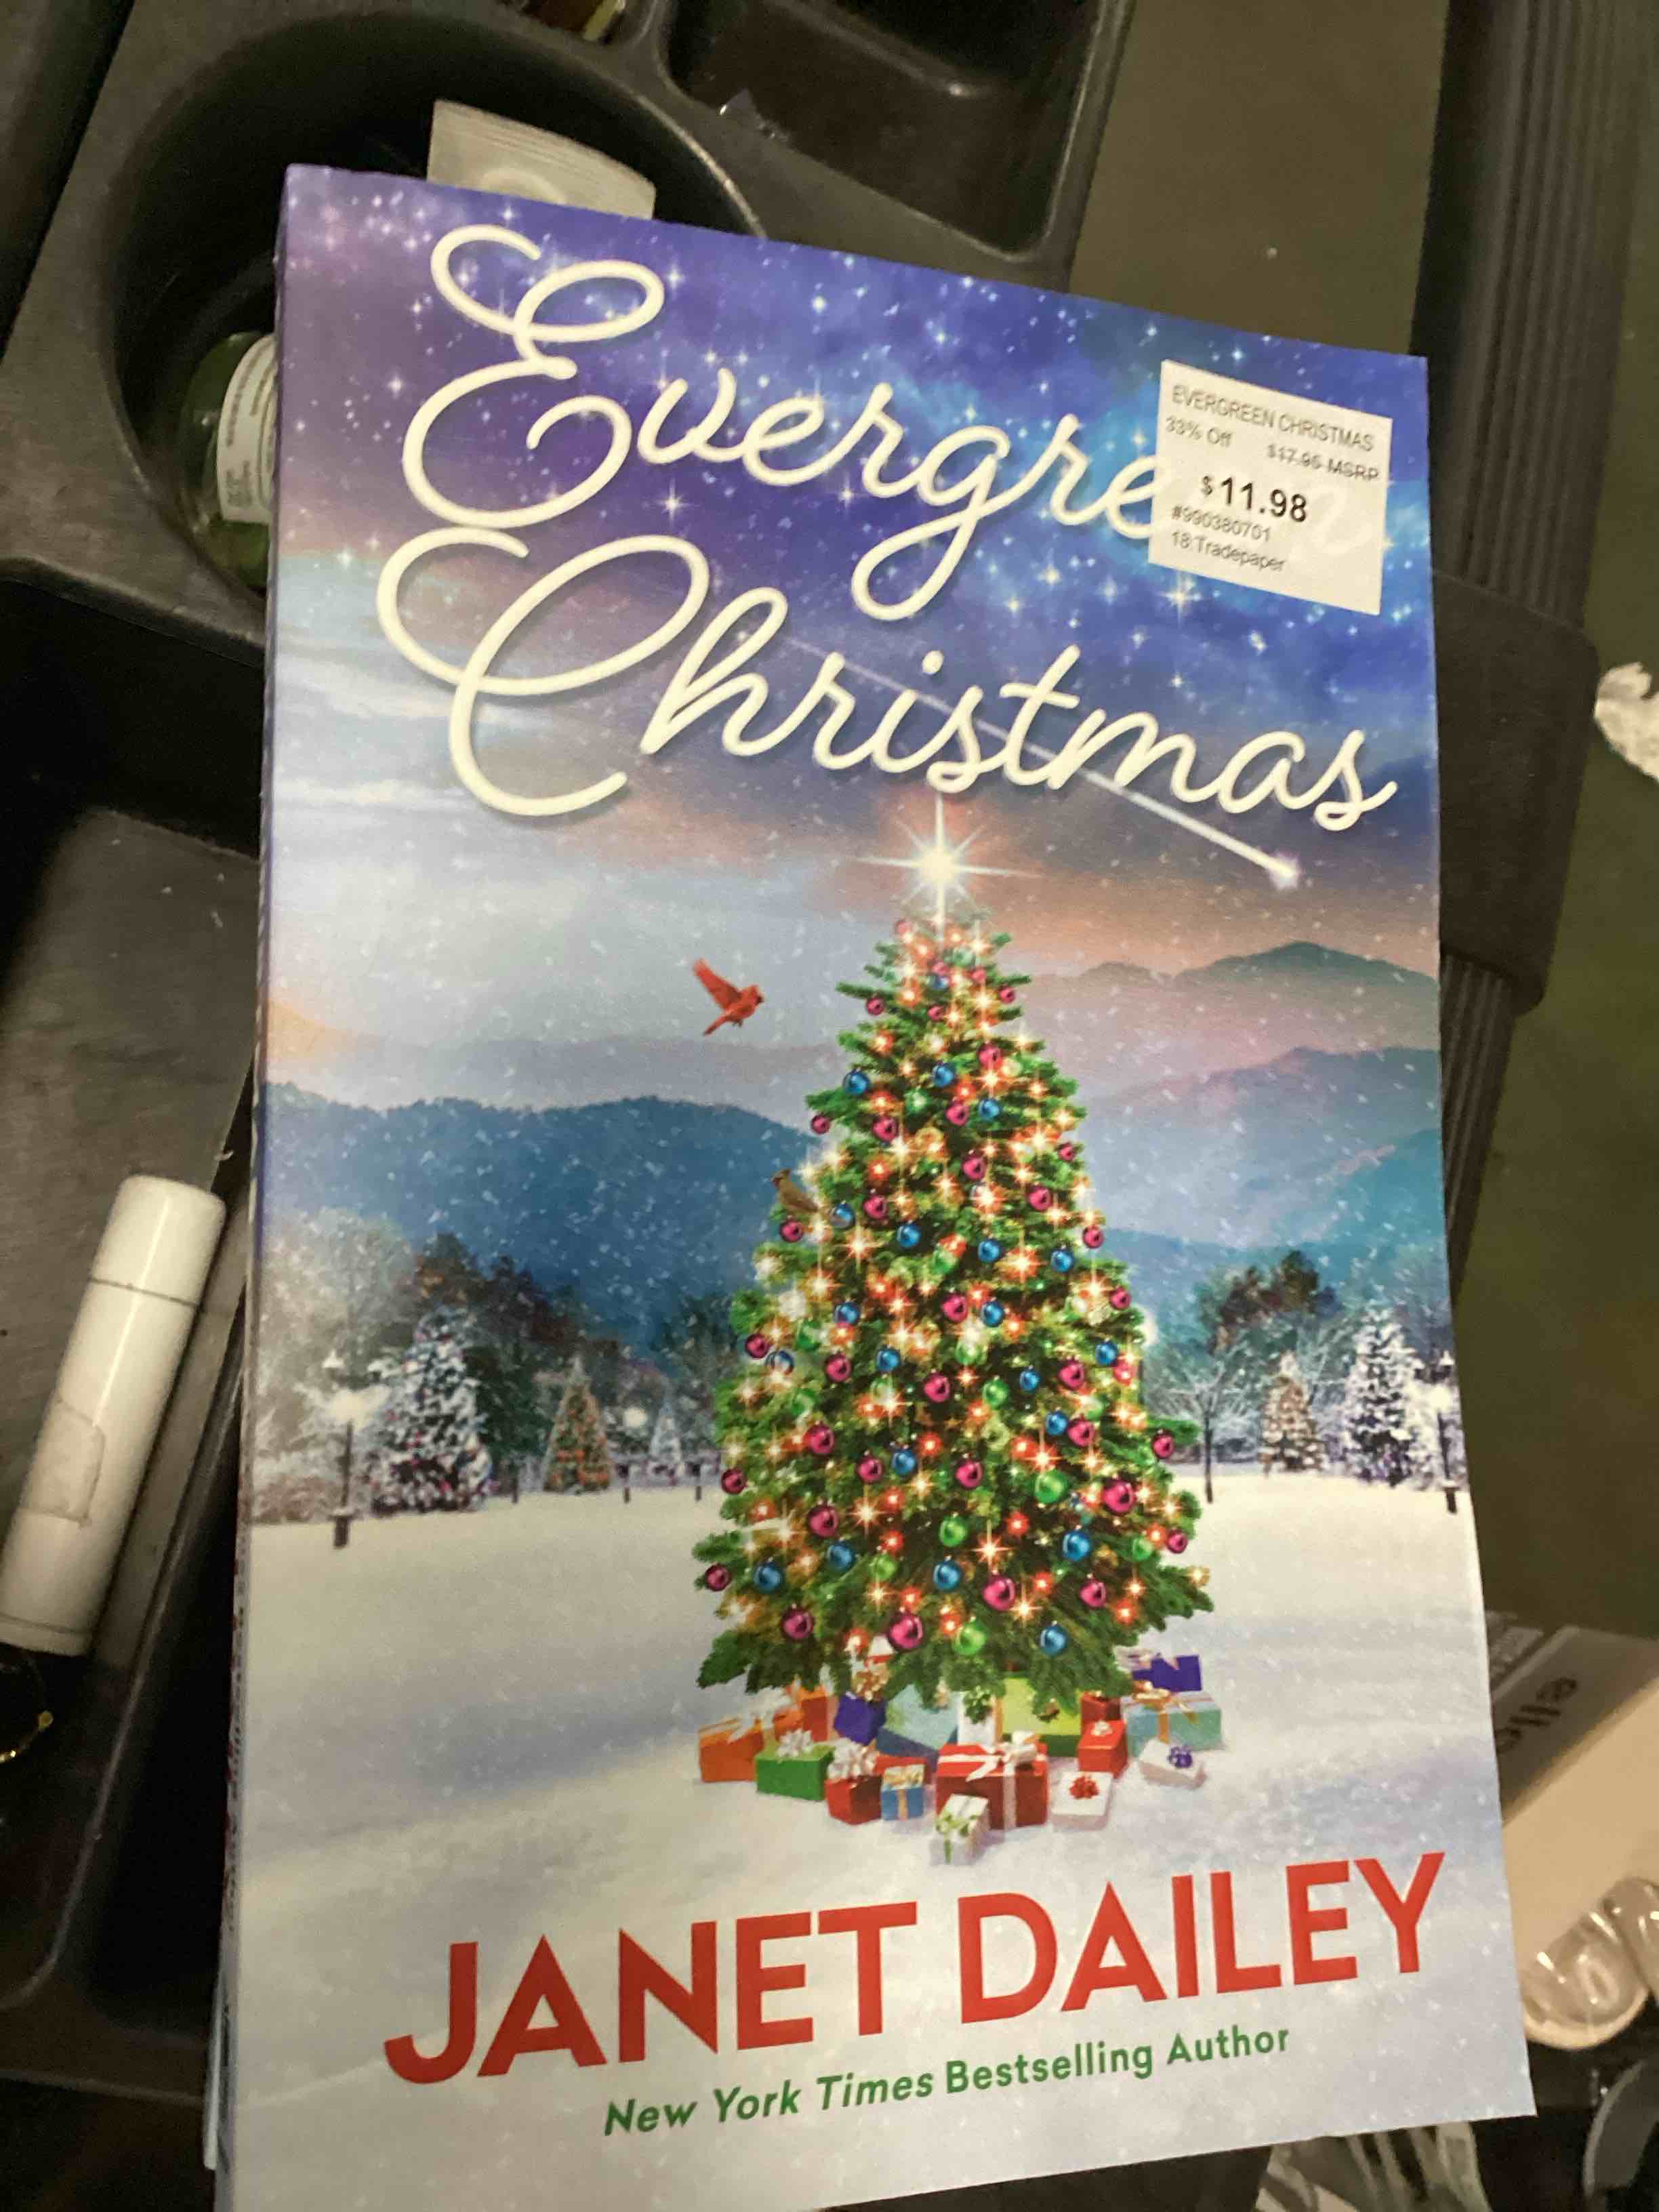 Evergre
Christmas
EVERGREEN CHRISTMAS
33% Off $17.95 MSRP
$11.98
#990380701
18:Tradepaper
JANET DAILEY
New York Times Bestselling Author